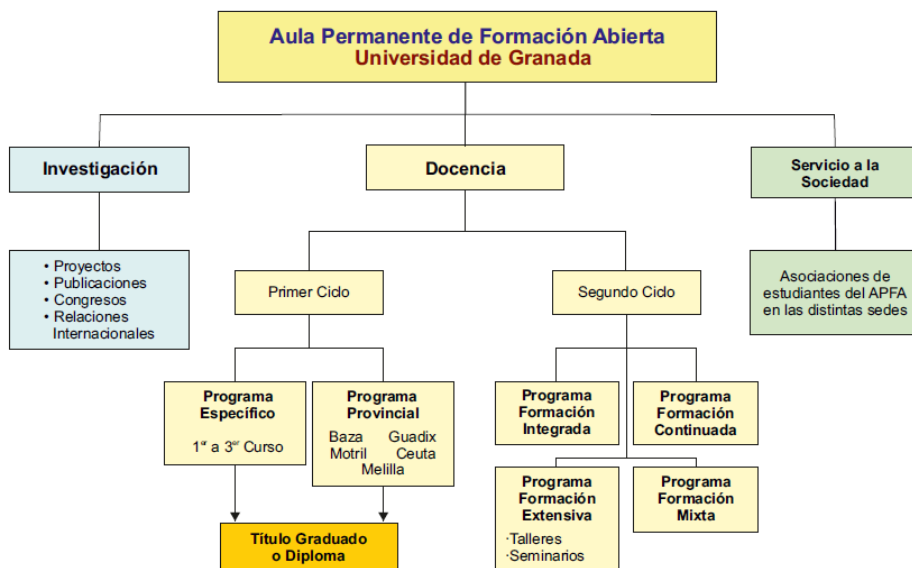 Aula Permanente de Formación Abierta
Universidad de Granada
Investigación
Docencia
Servicio a la
Sociedad
• Proyectos
• Publicaciones
• Congresos
• Relaciones
Internacionales
Primer Ciclo
Segundo Ciclo
Asociaciones de
estudiantes del APFA
en las distintas sedes
Programa
Específico
1er a 3er Curso
Programa
Provincial
Baza Guadix
Motril Ceuta
Melilla
Programa
Formación
Integrada
Programa
Formación
Continuada
Programa
Formación
Extensiva
·Talleres
·Seminarios
Programa
Formación
Mixta
Título Graduado
o Diploma